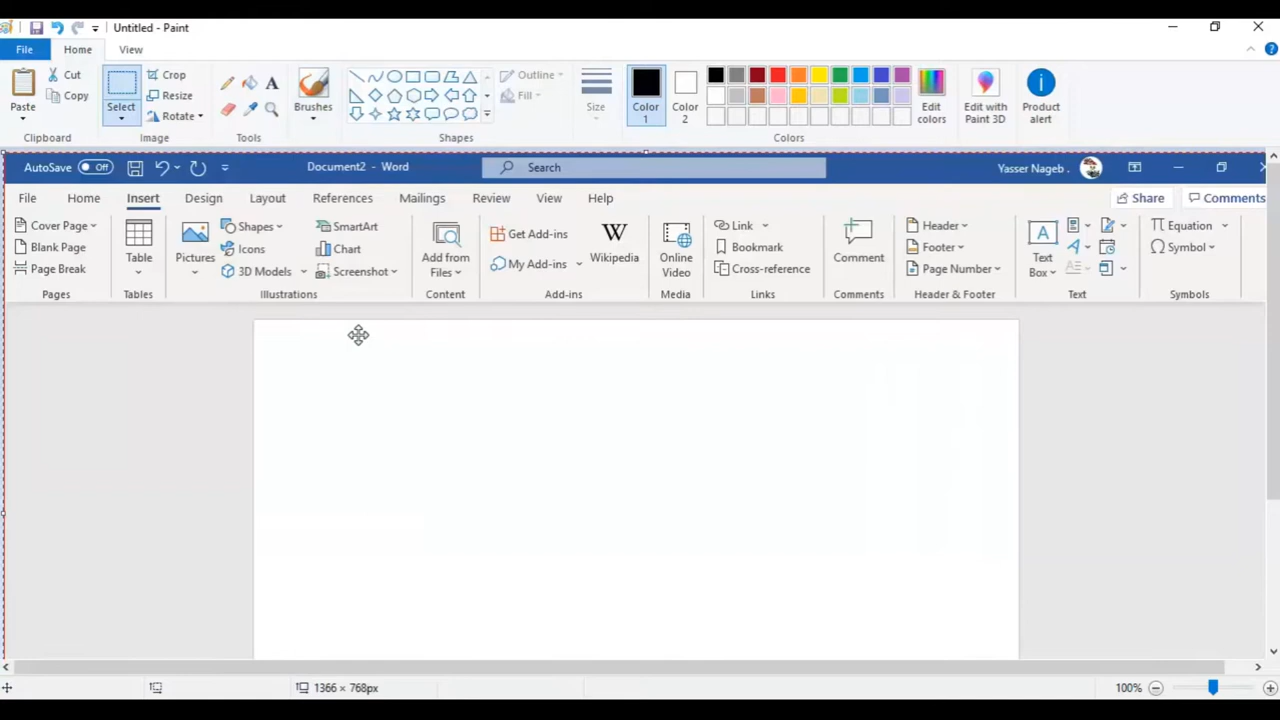 Untitled - Paint
File Home View
Paste Cut Copy Select Crop Resize Rotate A Brushes Outline Fill Size Color 1 Color 2 Edit colors Edit with Paint 3D Product alert
Clipboard Image Tools Shapes Colors
AutoSave Off Document2 - Word Search Yasser Nageb .
File Home Insert Design Layout References Mailings Review View Help Share Comments
Cover Page Shapes SmartArt Get Add-ins Link Header Equation
Blank Page Icons Chart Bookmark Footer Symbol
Page Break 3D Models Screenshot My Add-ins Cross-reference Page Number
Table Pictures Add from Files W Wikipedia Online Video Comment A Text Box
Pages Tables Illustrations Content Add-ins Media Links Comments Header & Footer Text Symbols
1366 × 768px 100%